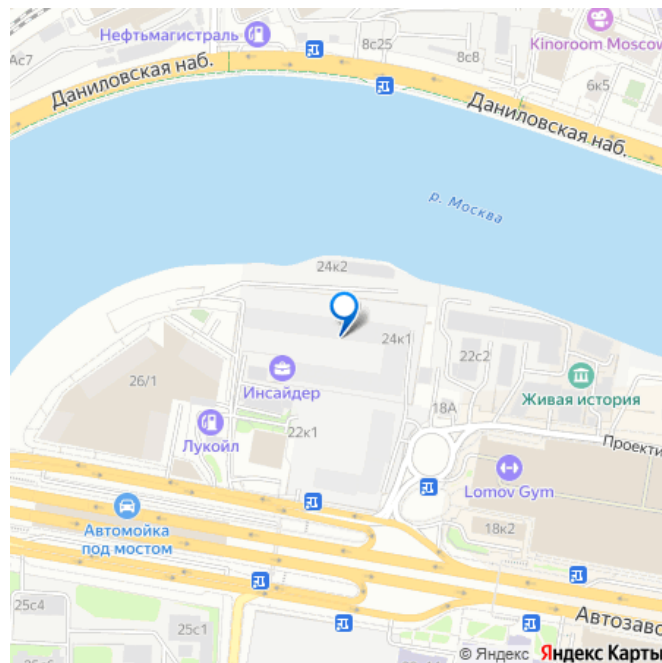 Нефтьмагистраль
8с25
8с8
Kinoroom Moscow
6к5
Ас7
Даниловская наб.
Даниловская наб.
р. Москва
24к2
24к1
22с2
26/1
Инсайдер
Живая история
18А
Лукойл
22к1
Проекти
Lomov Gym
Автомойка
под мостом
18к2
25с4
25с1
Автозаво
© Яндекс Яндекс Карты